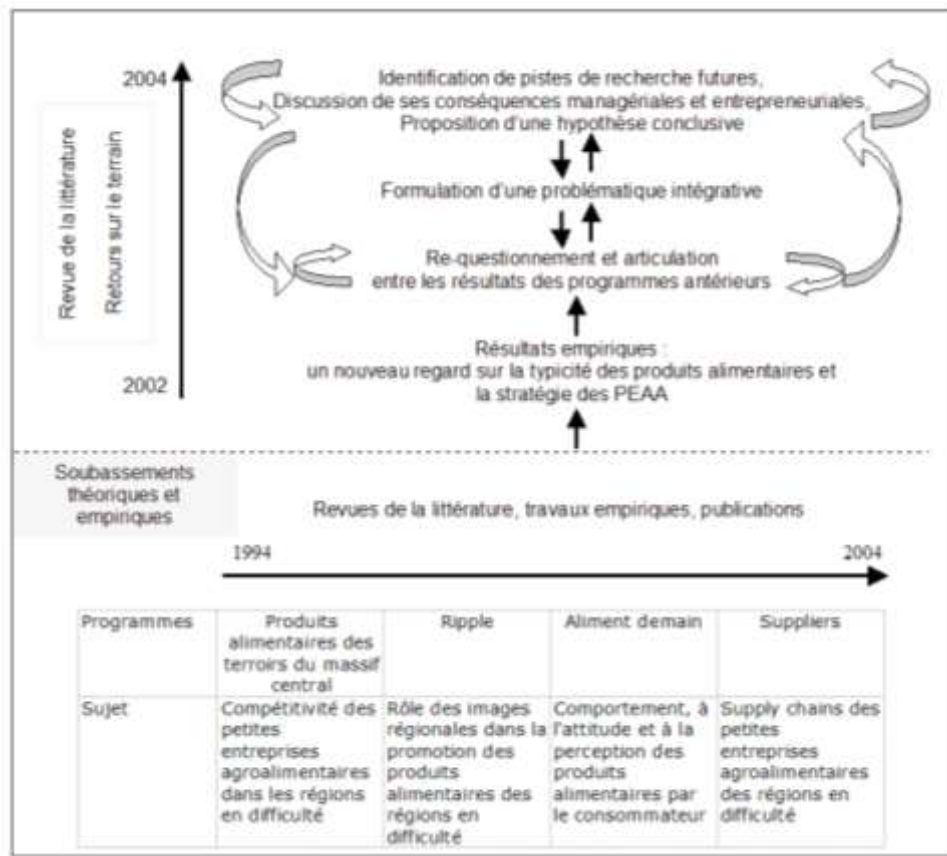 2004
Identification de pistes de recherche futures,
Discussion de ses conséquences managériales et entrepreneuriales,
Proposition d'une hypothèse conclusive
Revue de la littérature
Retours sur le terrain
Formulation d'une problématique intégrative
Re-questionnement et articulation
entre les résultats des programmes antérieurs
Résultats empiriques :
un nouveau regard sur la typicité des produits alimentaires et
la stratégie des PEAA
2002
Soubassements
théoriques et
empiriques
Revues de la littérature, travaux empiriques, publications
1994
2004
Programmes
Produits
alimentaires des
terroirs du massif
central
Ripple
Aliment demain
Suppliers
Sujet
Compétitivité des
petites
entreprises
agroalimentaires
dans les régions
en difficulté
Rôle des images
régionales dans la
promotion des
produits
alimentaires des
régions en
difficulté
Comportement, à
l'attitude et à la
perception des
produits
alimentaires par
le consommateur
Supply chains des
petites
entreprises
agroalimentaires
des régions en
difficulté